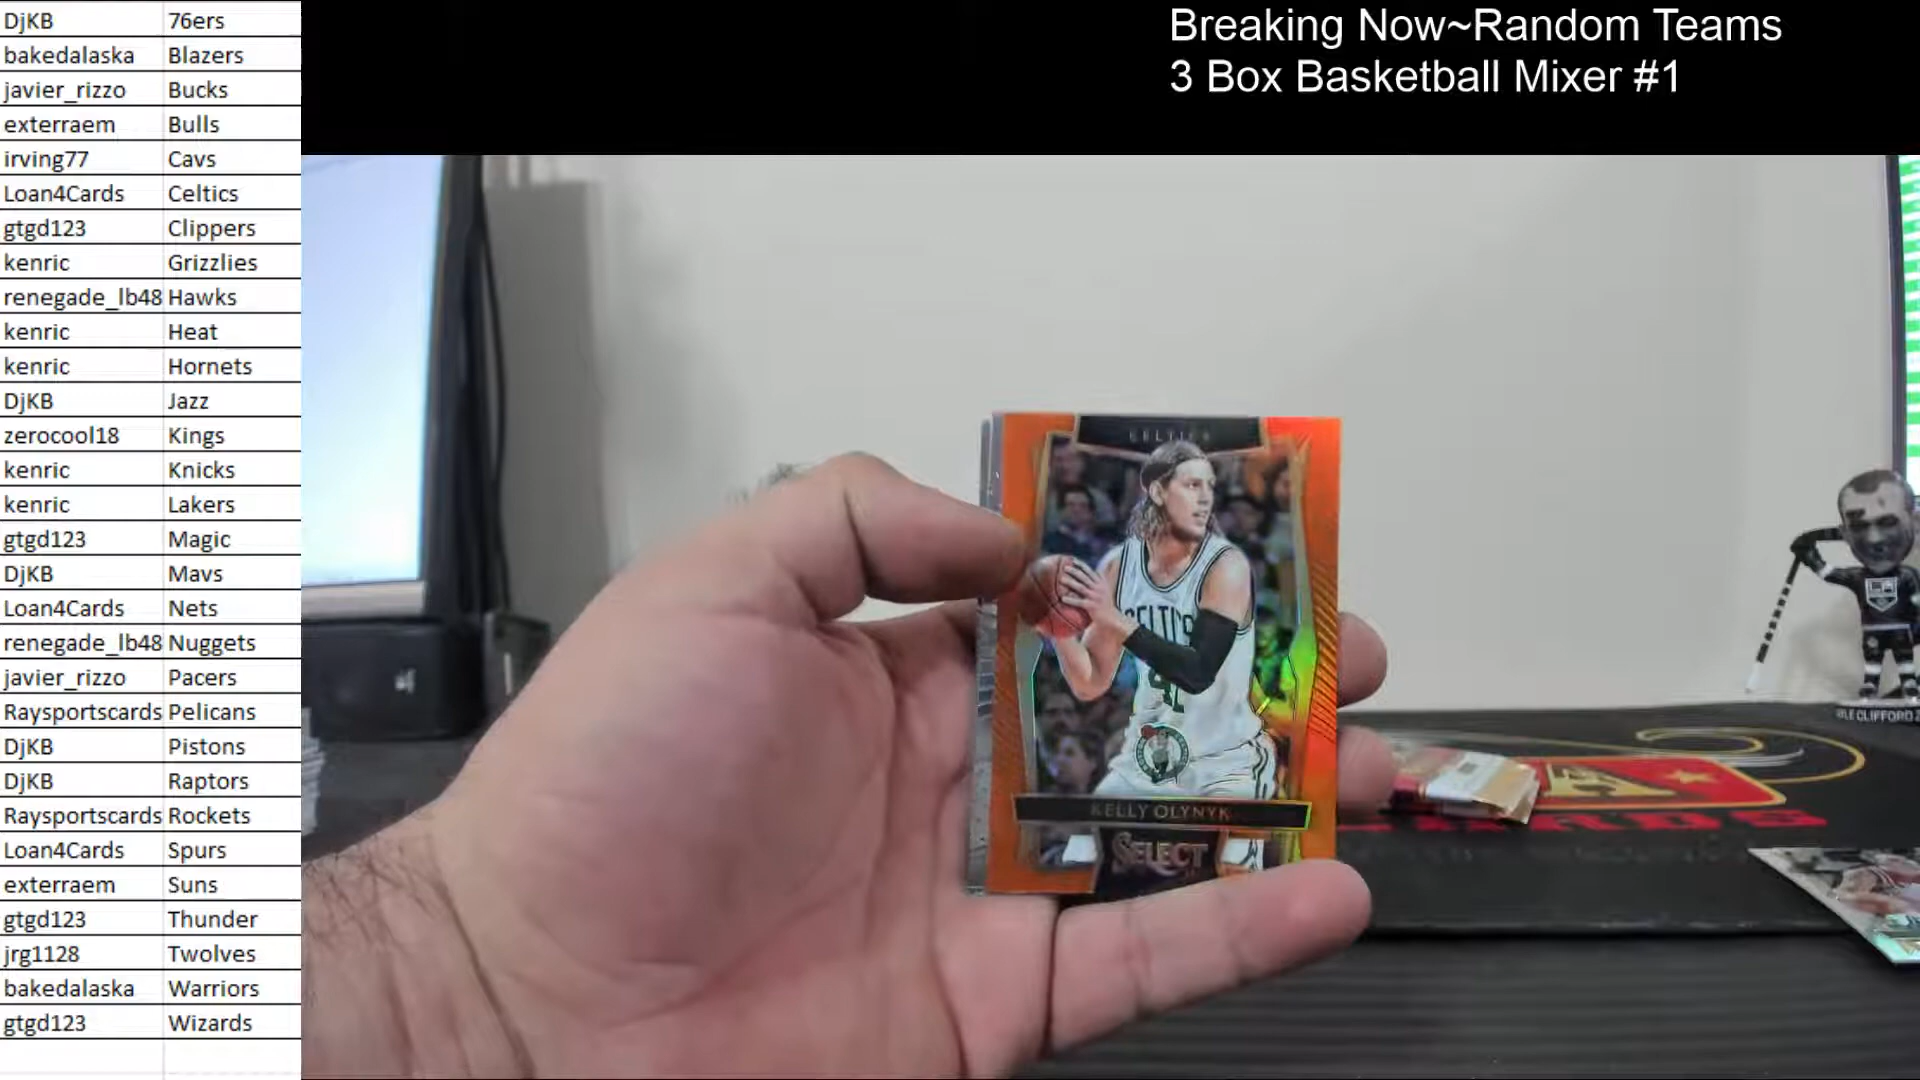 DjKB 76ers
bakedalaska Blazers
javier_rizzo Bucks
exterraem Bulls
irving77 Cavs
Loan4Cards Celtics
gtgd123 Clippers
kenric Grizzlies
renegade_lb48 Hawks
kenric Heat
kenric Hornets
DjKB Jazz
zerocool18 Kings
kenric Knicks
kenric Lakers
gtgd123 Magic
DjKB Mavs
Loan4Cards Nets
renegade_lb48 Nuggets
javier_rizzo Pacers
Raysportscards Pelicans
DjKB Pistons
DjKB Raptors
Raysportscards Rockets
Loan4Cards Spurs
exterraem Suns
gtgd123 Thunder
jrg1128 Twolves
bakedalaska Warriors
gtgd123 Wizards
Breaking Now~Random Teams
3 Box Basketball Mixer #1
CELTICS
CELTICS
KELLY OLYNYK
SELECT
CLIFFORD